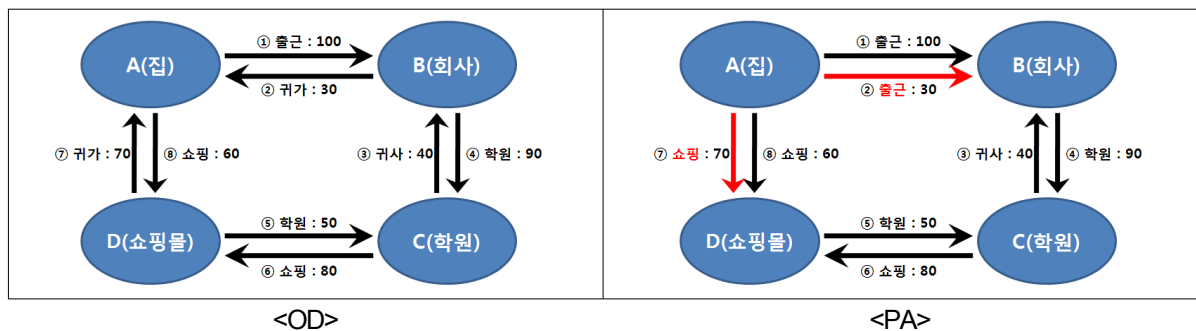 ① 출근 : 100
A(집)
B(회사)
② 귀가 : 30
⑦ 귀가 : 70
⑧ 쇼핑 : 60
③ 귀사 : 40
④ 학원 : 90
⑤ 학원 : 50
D(쇼핑몰)
C(학원)
⑥ 쇼핑 : 80
<OD>
① 출근 : 100
A(집)
B(회사)
② 출근 : 30
⑦ 쇼핑 : 70
⑧ 쇼핑 : 60
③ 귀사 : 40
④ 학원 : 90
⑤ 학원 : 50
D(쇼핑몰)
C(학원)
⑥ 쇼핑 : 80
<PA>